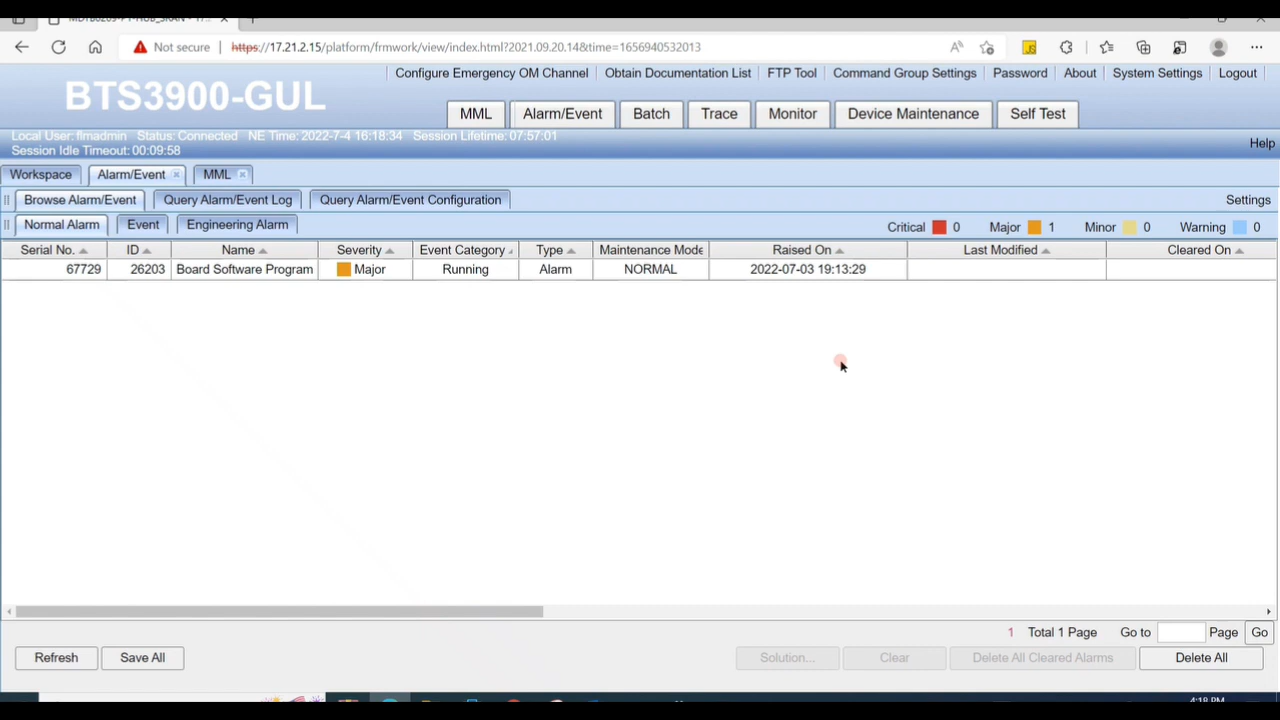 Not secure | https://17.21.2.15/platform/frmwork/view/index.html?2021.09.20.14&time=1656940532013
Configure Emergency OM Channel | Obtain Documentation List | FTP Tool | Command Group Settings | Password | About | System Settings | Logout
BTS3900-GUL
MML Alarm/Event Batch Trace Monitor Device Maintenance Self Test
Local User: flmadmin Status: Connected NE Time: 2022-7-4 16:18:34 Session Lifetime: 07:57:01
Session Idle Timeout: 00:09:58
Help
Workspace Alarm/Event MML
Browse Alarm/Event Query Alarm/Event Log Query Alarm/Event Configuration Settings
Normal Alarm Event Engineering Alarm Critical 0 Major 1 Minor 0 Warning 0
Serial No. ID Name Severity Event Category Type Maintenance Mode Raised On Last Modified Cleared On
67729 26203 Board Software Program Major Running Alarm NORMAL 2022-07-03 19:13:29
1 Total 1 Page Go to Page Go
Refresh Save All Solution... Clear Delete All Cleared Alarms Delete All
4:18 PM